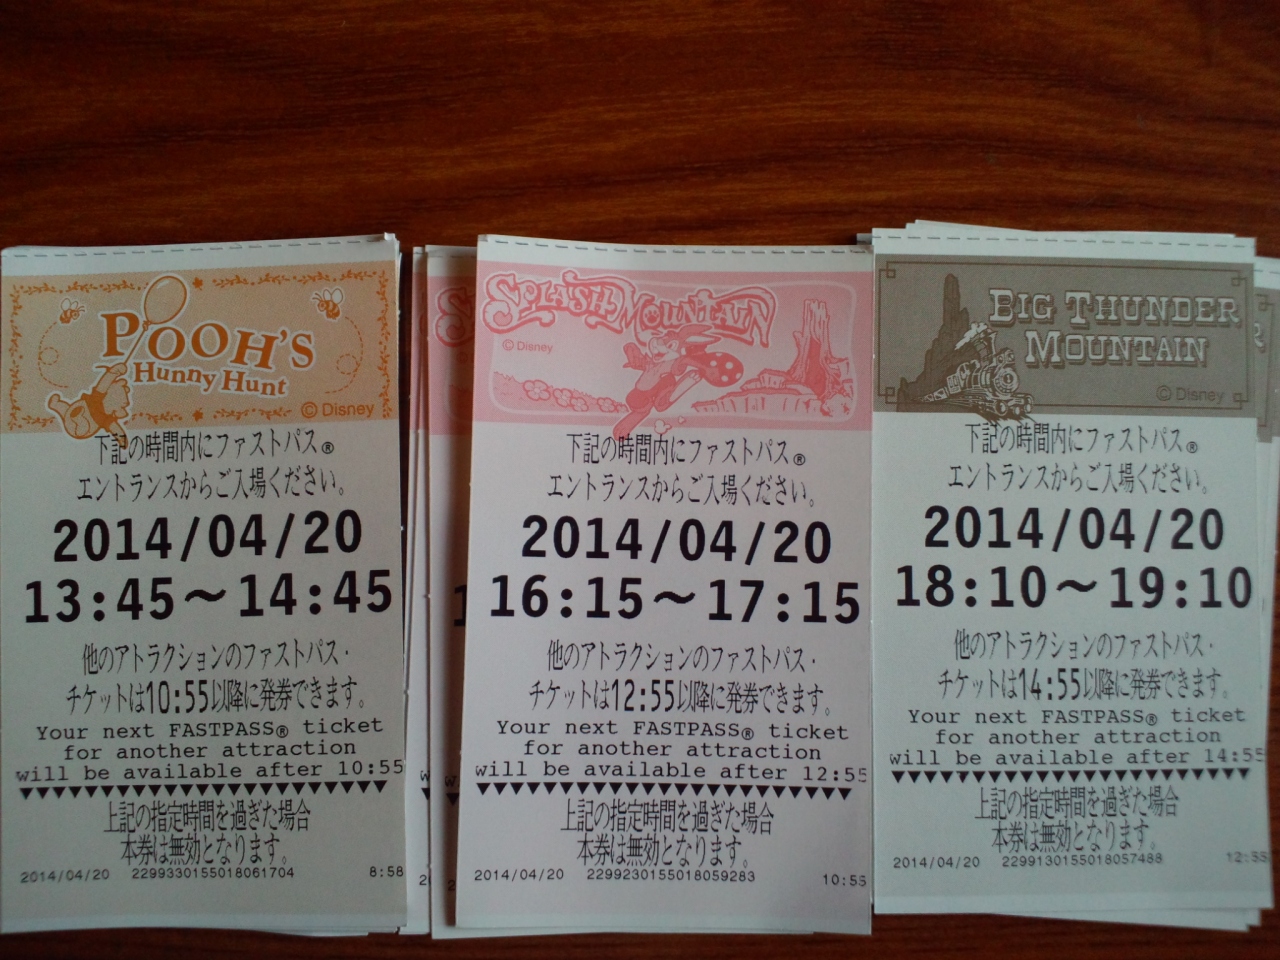 POOH'S
Hunny Hunt
© Disney
下記の時間内にファストパス®
エントランスからご入場ください。
2014/04/20
13:45～14:45
他のアトラクションのファストパス・
チケットは10:55以降に発券できます。
Your next FASTPASS® ticket
for another attraction
will be available after 10:55
▼▼▼▼▼▼▼▼▼▼▼▼▼▼▼▼▼▼▼▼▼▼▼▼
上記の指定時間を過ぎた場合
本券は無効となります。
2014/04/20 2299330155018061704 8:58
SPLASH MOUNTAIN
© Disney
下記の時間内にファストパス®
エントランスからご入場ください。
2014/04/20
16:15～17:15
他のアトラクションのファストパス・
チケットは12:55以降に発券できます。
Your next FASTPASS® ticket
for another attraction
will be available after 12:55
▼▼▼▼▼▼▼▼▼▼▼▼▼▼▼▼▼▼▼▼▼▼▼▼
上記の指定時間を過ぎた場合
本券は無効となります。
2014/04/20 2299230155018059283 10:55
BIG THUNDER
MOUNTAIN
© Disney
下記の時間内にファストパス®
エントランスからご入場ください。
2014/04/20
18:10～19:10
他のアトラクションのファストパス・
チケットは14:55以降に発券できます。
Your next FASTPASS® ticket
for another attraction
will be available after 14:55
▼▼▼▼▼▼▼▼▼▼▼▼▼▼▼▼▼▼▼▼▼▼▼▼
上記の指定時間を過ぎた場合
本券は無効となります。
2014/04/20 2299130155018057488 12:55